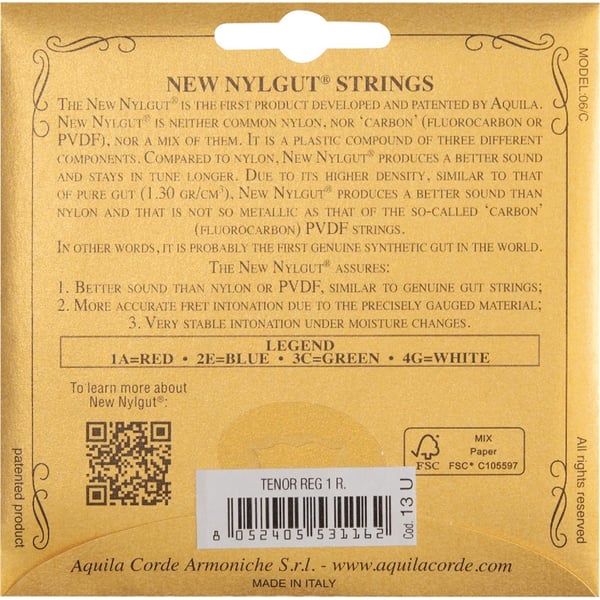 NEW NYLGUT® STRINGS
THE NEW NYLGUT® IS THE FIRST PRODUCT DEVELOPED AND PATENTED BY AQUILA.
NEW NYLGUT® IS NEITHER COMMON NYLON, NOR ‘CARBON’ (FLUOROCARBON OR
PVDF), NOR A MIX OF THEM. IT IS A PLASTIC COMPOUND OF THREE DIFFERENT
COMPONENTS. COMPARED TO NYLON, NEW NYLGUT® PRODUCES A BETTER SOUND
AND STAYS IN TUNE LONGER. DUE TO ITS HIGHER DENSITY, SIMILAR TO THAT
OF PURE GUT (1.30 GR/CM³), NEW NYLGUT® PRODUCES A BETTER SOUND THAN
NYLON AND THAT IS NOT SO METALLIC AS THAT OF THE SO-CALLED ‘CARBON’
(FLUOROCARBON) PVDF STRINGS.
IN OTHER WORDS, IT IS PROBABLY THE FIRST GENUINE SYNTHETIC GUT IN THE WORLD.
THE NEW NYLGUT® ASSURES:
1. BETTER SOUND THAN NYLON OR PVDF, SIMILAR TO GENUINE GUT STRINGS;
2. MORE ACCURATE FRET INTONATION DUE TO THE PRECISELY GAUGED MATERIAL;
3. VERY STABLE INTONATION UNDER MOISTURE CHANGES.
LEGEND
1A=RED • 2E=BLUE • 3C=GREEN • 4G=WHITE
To learn more about
New Nylgut®:
FSC
MIX
Paper
FSC® C105597
TENOR REG 1 R.
8052405531162
Cod. 13 U
Aquila Corde Armoniche S.r.l. - www.aquilacorde.com
MADE IN ITALY
patented product
MODEL:06/C
All rights reserved